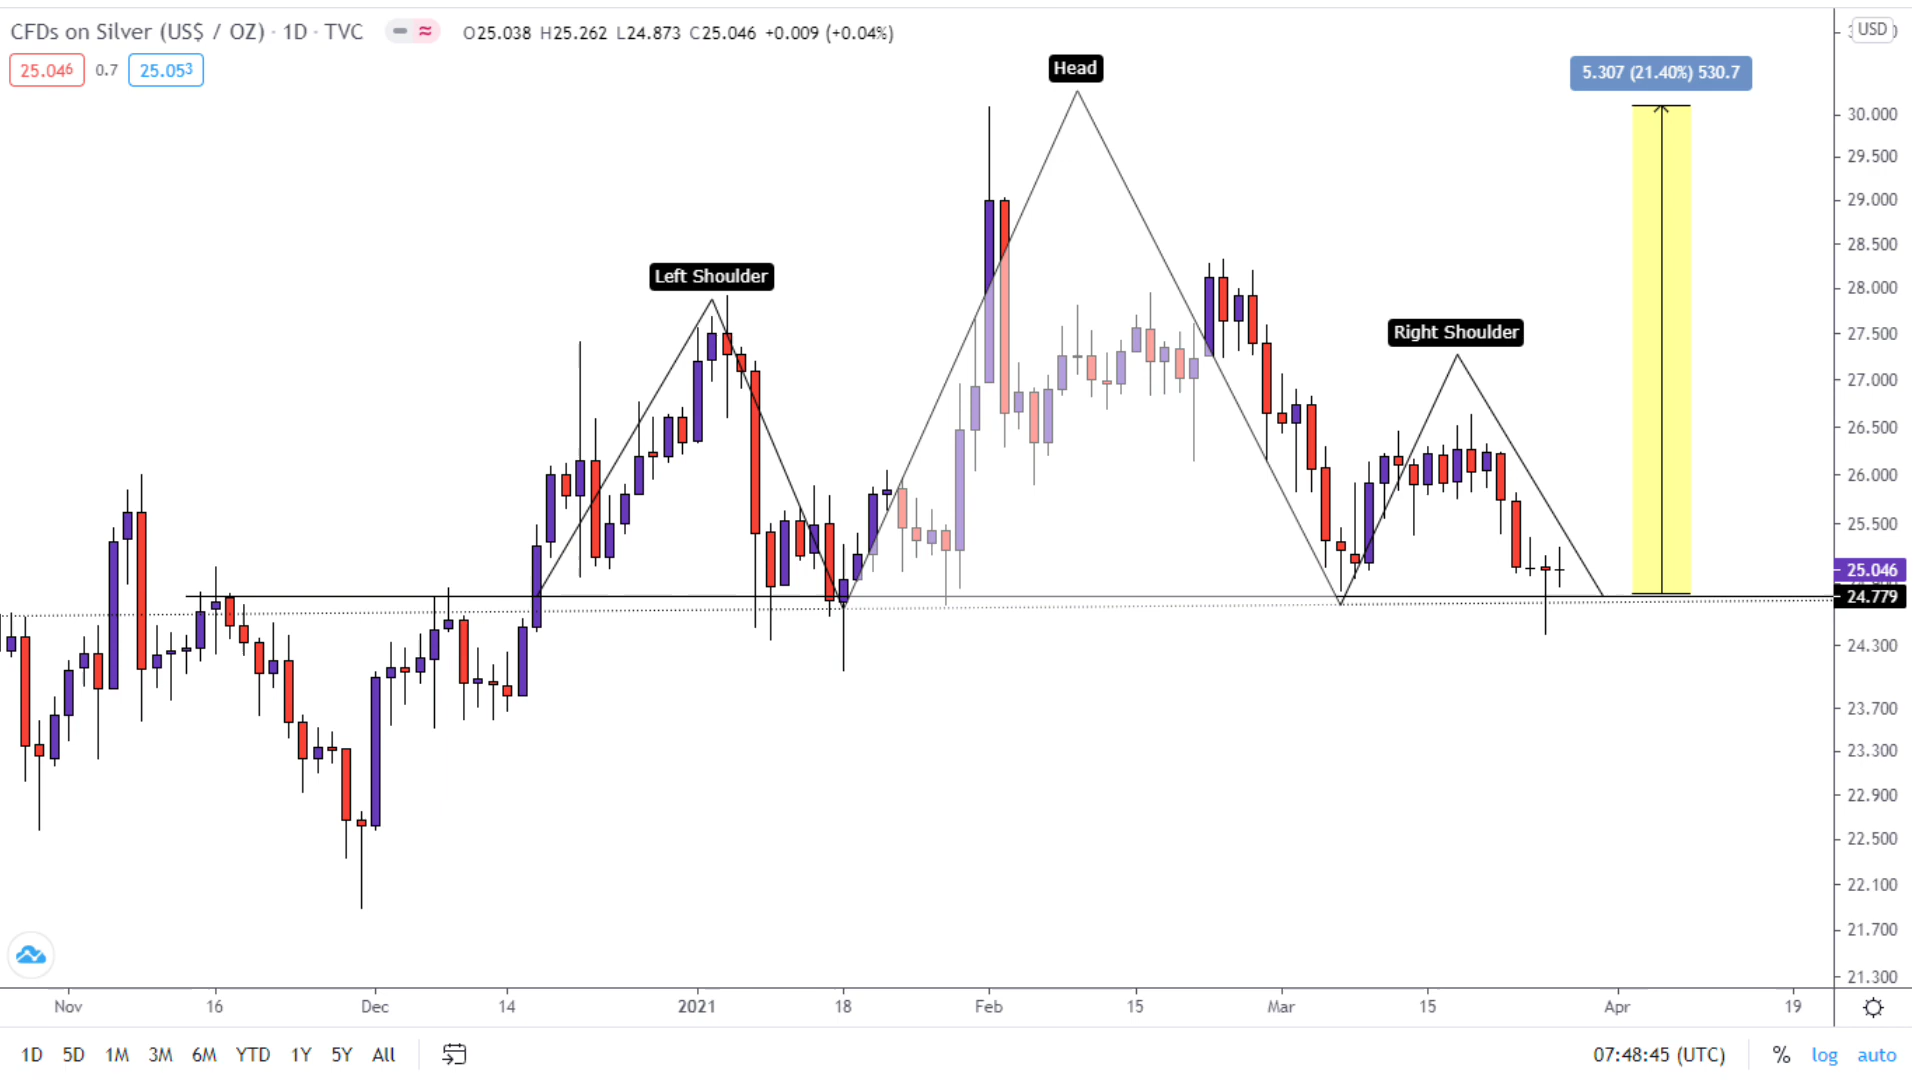 CFDs on Silver (US$ / OZ) · 1D · TVC O25.038 H25.262 L24.873 C25.046 +0.009 (+0.04%)
25.046 0.7 25.053
USD
Head
5.307 (21.40%) 530.7
30.000
29.500
29.000
28.500
Left Shoulder
28.000
Right Shoulder
27.500
27.000
26.500
26.000
25.500
25.046
24.779
24.300
23.700
23.300
22.900
22.500
22.100
21.700
21.300
Nov 16 Dec 14 2021 18 Feb 15 Mar 15 Apr 19
1D 5D 1M 3M 6M YTD 1Y 5Y All 07:48:45 (UTC) % log auto